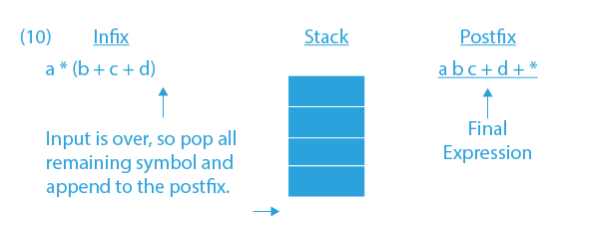 (10) Infix Stack Postfix
a * (b + c + d) a b c + d + *
Input is over, so pop all
remaining symbol and
append to the postfix.
Final
Expression